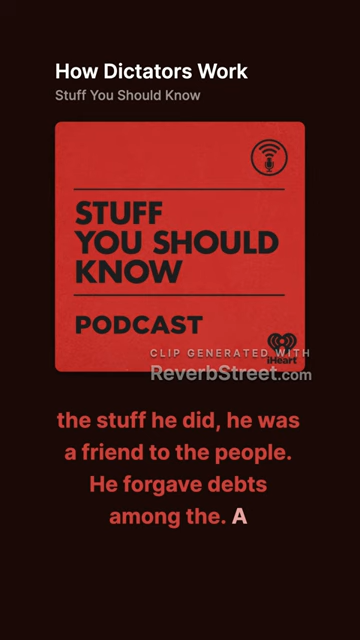 How Dictators Work
Stuff You Should Know
STUFF
YOU SHOULD
KNOW
PODCAST
iHeart
CLIP GENERATED WITH
ReverbStreet.com
the stuff he did, he was
a friend to the people.
He forgave debts
among the. A